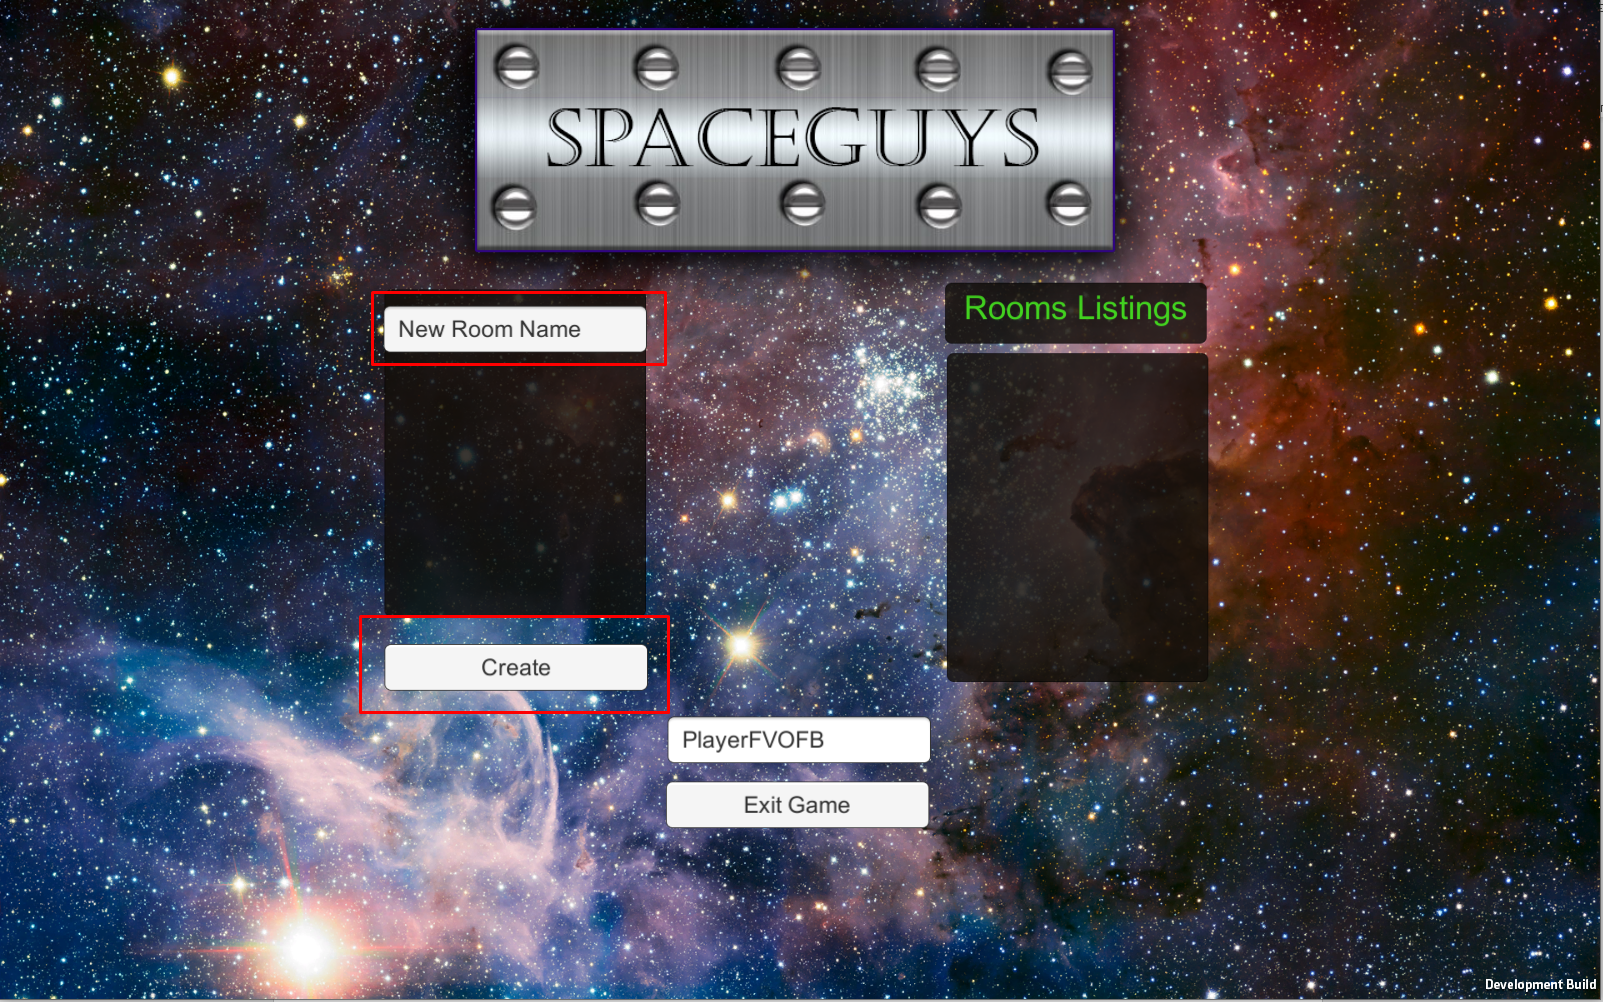 SPACEGUYS
New Room Name
Rooms Listings
Create
PlayerFVOFB
Exit Game
Development Build